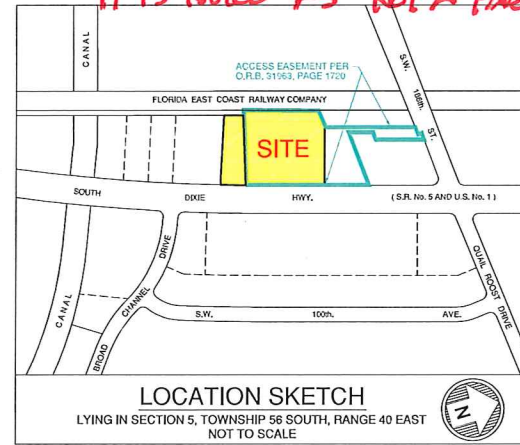 CANAL
S.W. 186th. ST.
ACCESS EASEMENT PER
O.R.B. 31963, PAGE 1720
FLORIDA EAST COAST RAILWAY COMPANY
SITE
SOUTH DIXIE HWY. (S.R. No. 5 AND U.S. No. 1)
CANAL
BROAD CHANNEL DRIVE
QUAIL ROOST DRIVE
S.W. 100th. AVE.
LOCATION SKETCH
LYING IN SECTION 5, TOWNSHIP 56 SOUTH, RANGE 40 EAST
NOT TO SCALE
N